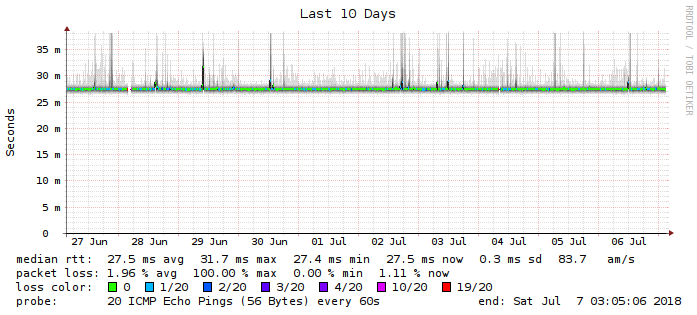 Last 10 Days
RRDTOOL / TOBI OETIKER
Seconds
35 m
30 m
25 m
20 m
15 m
10 m
5 m
0
27 Jun 28 Jun 29 Jun 30 Jun 01 Jul 02 Jul 03 Jul 04 Jul 05 Jul 06 Jul
median rtt: 27.5 ms avg 31.7 ms max 27.4 ms min 27.5 ms now 0.3 ms sd 83.7 am/s
packet loss: 1.96 % avg 100.00 % max 0.00 % min 1.11 % now
loss color: 0 1/20 2/20 3/20 4/20 10/20 19/20
probe: 20 ICMP Echo Pings (56 Bytes) every 60s end: Sat Jul 7 03:05:06 2018